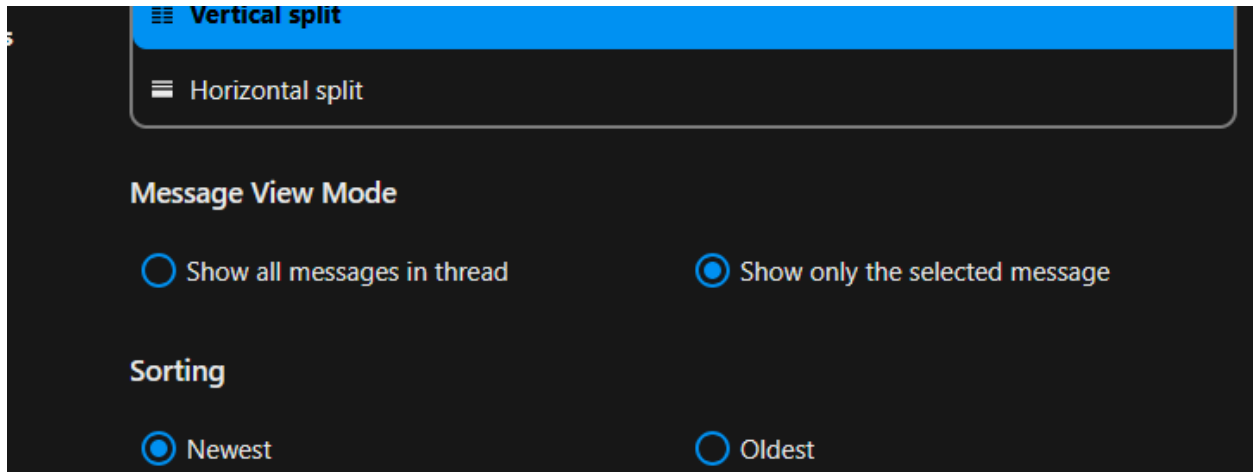 Vertical split
Horizontal split
Message View Mode
Show all messages in thread
Show only the selected message
Sorting
Newest
Oldest